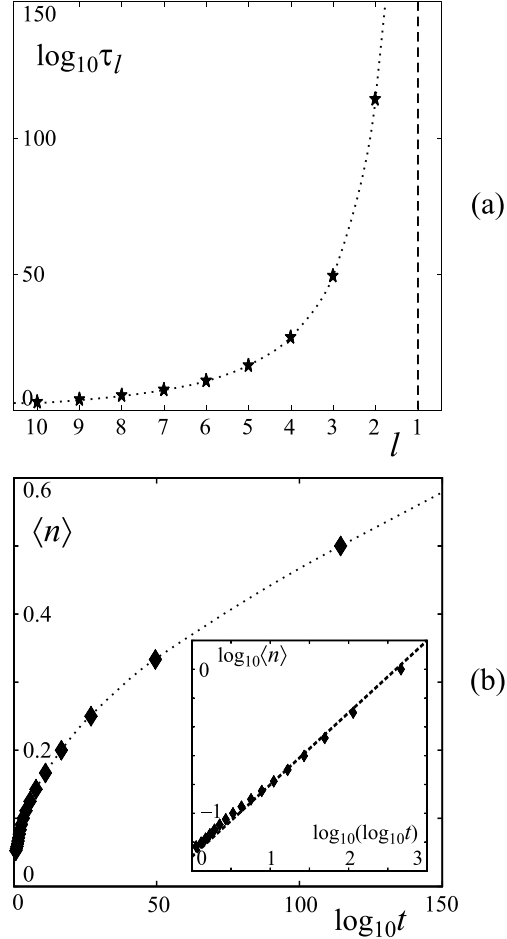 150
log₁₀τₗ
100
(a)
50
0
10 9 8 7 6 5 4 3 2 1
l
0.6
⟨n⟩
0.4
log₁₀⟨n⟩
0
(b)
0.2
−1
log₁₀(log₁₀t)
0 1 2 3
0
0 50 100 150
log₁₀t